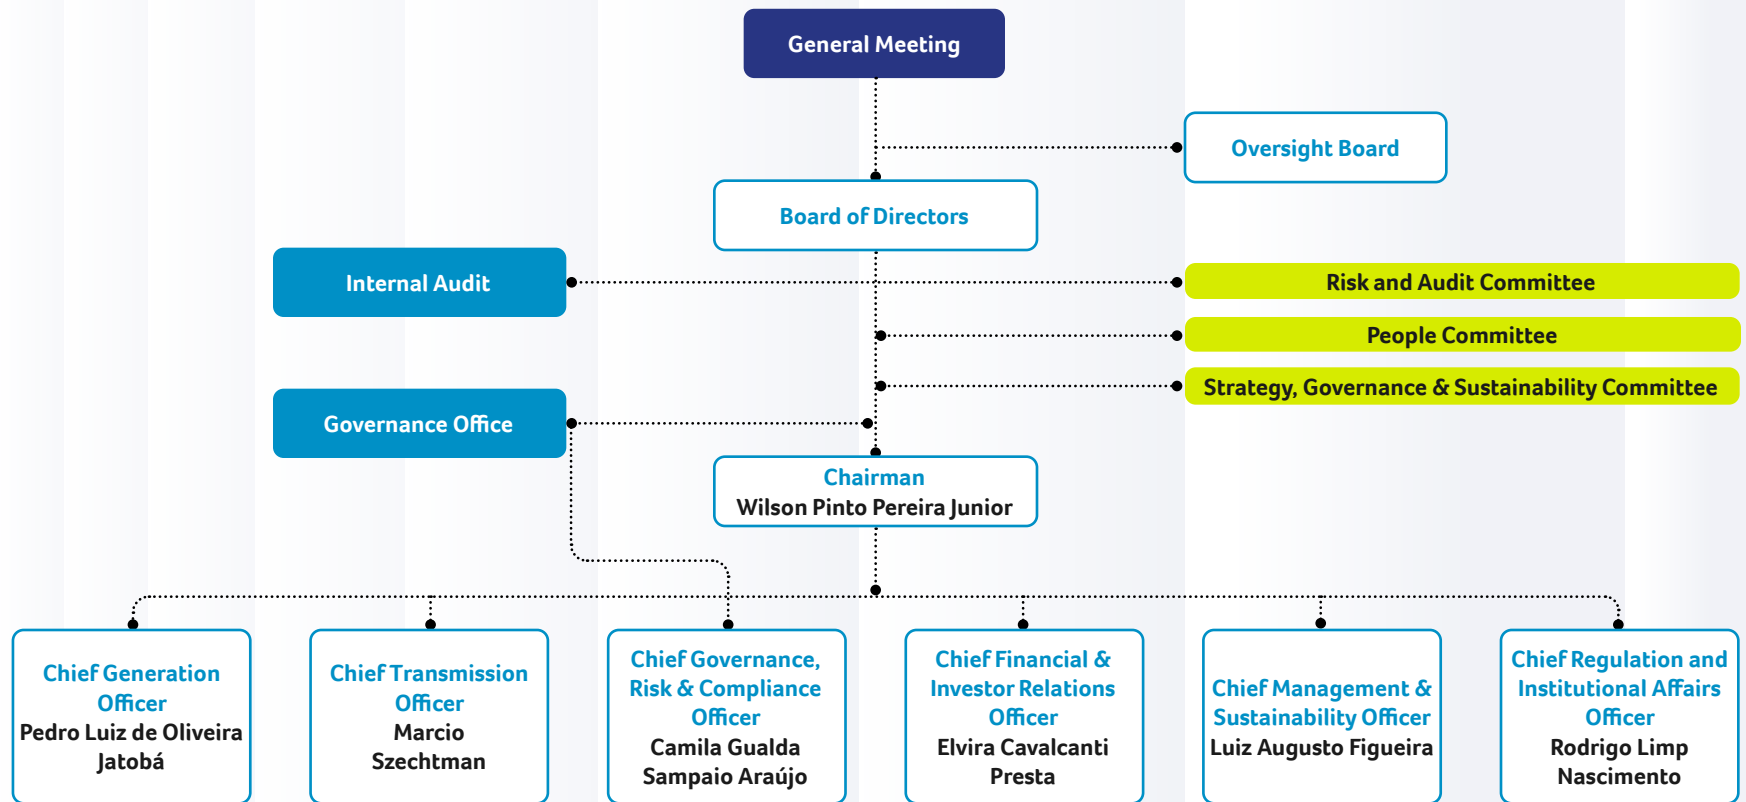 General Meeting
Oversight Board
Board of Directors
Internal Audit
Risk and Audit Committee
People Committee
Strategy, Governance & Sustainability Committee
Governance Office
Chairman
Wilson Pinto Pereira Junior
Chief Generation
Officer
Pedro Luiz de Oliveira
Jatobá
Chief Transmission
Officer
Marcio
Szechtman
Chief Governance,
Risk & Compliance
Officer
Camila Gualda
Sampaio Araújo
Chief Financial &
Investor Relations
Officer
Elvira Cavalcanti
Presta
Chief Management &
Sustainability Officer
Luiz Augusto Figueira
Chief Regulation and
Institutional Affairs
Officer
Rodrigo Limp
Nascimento